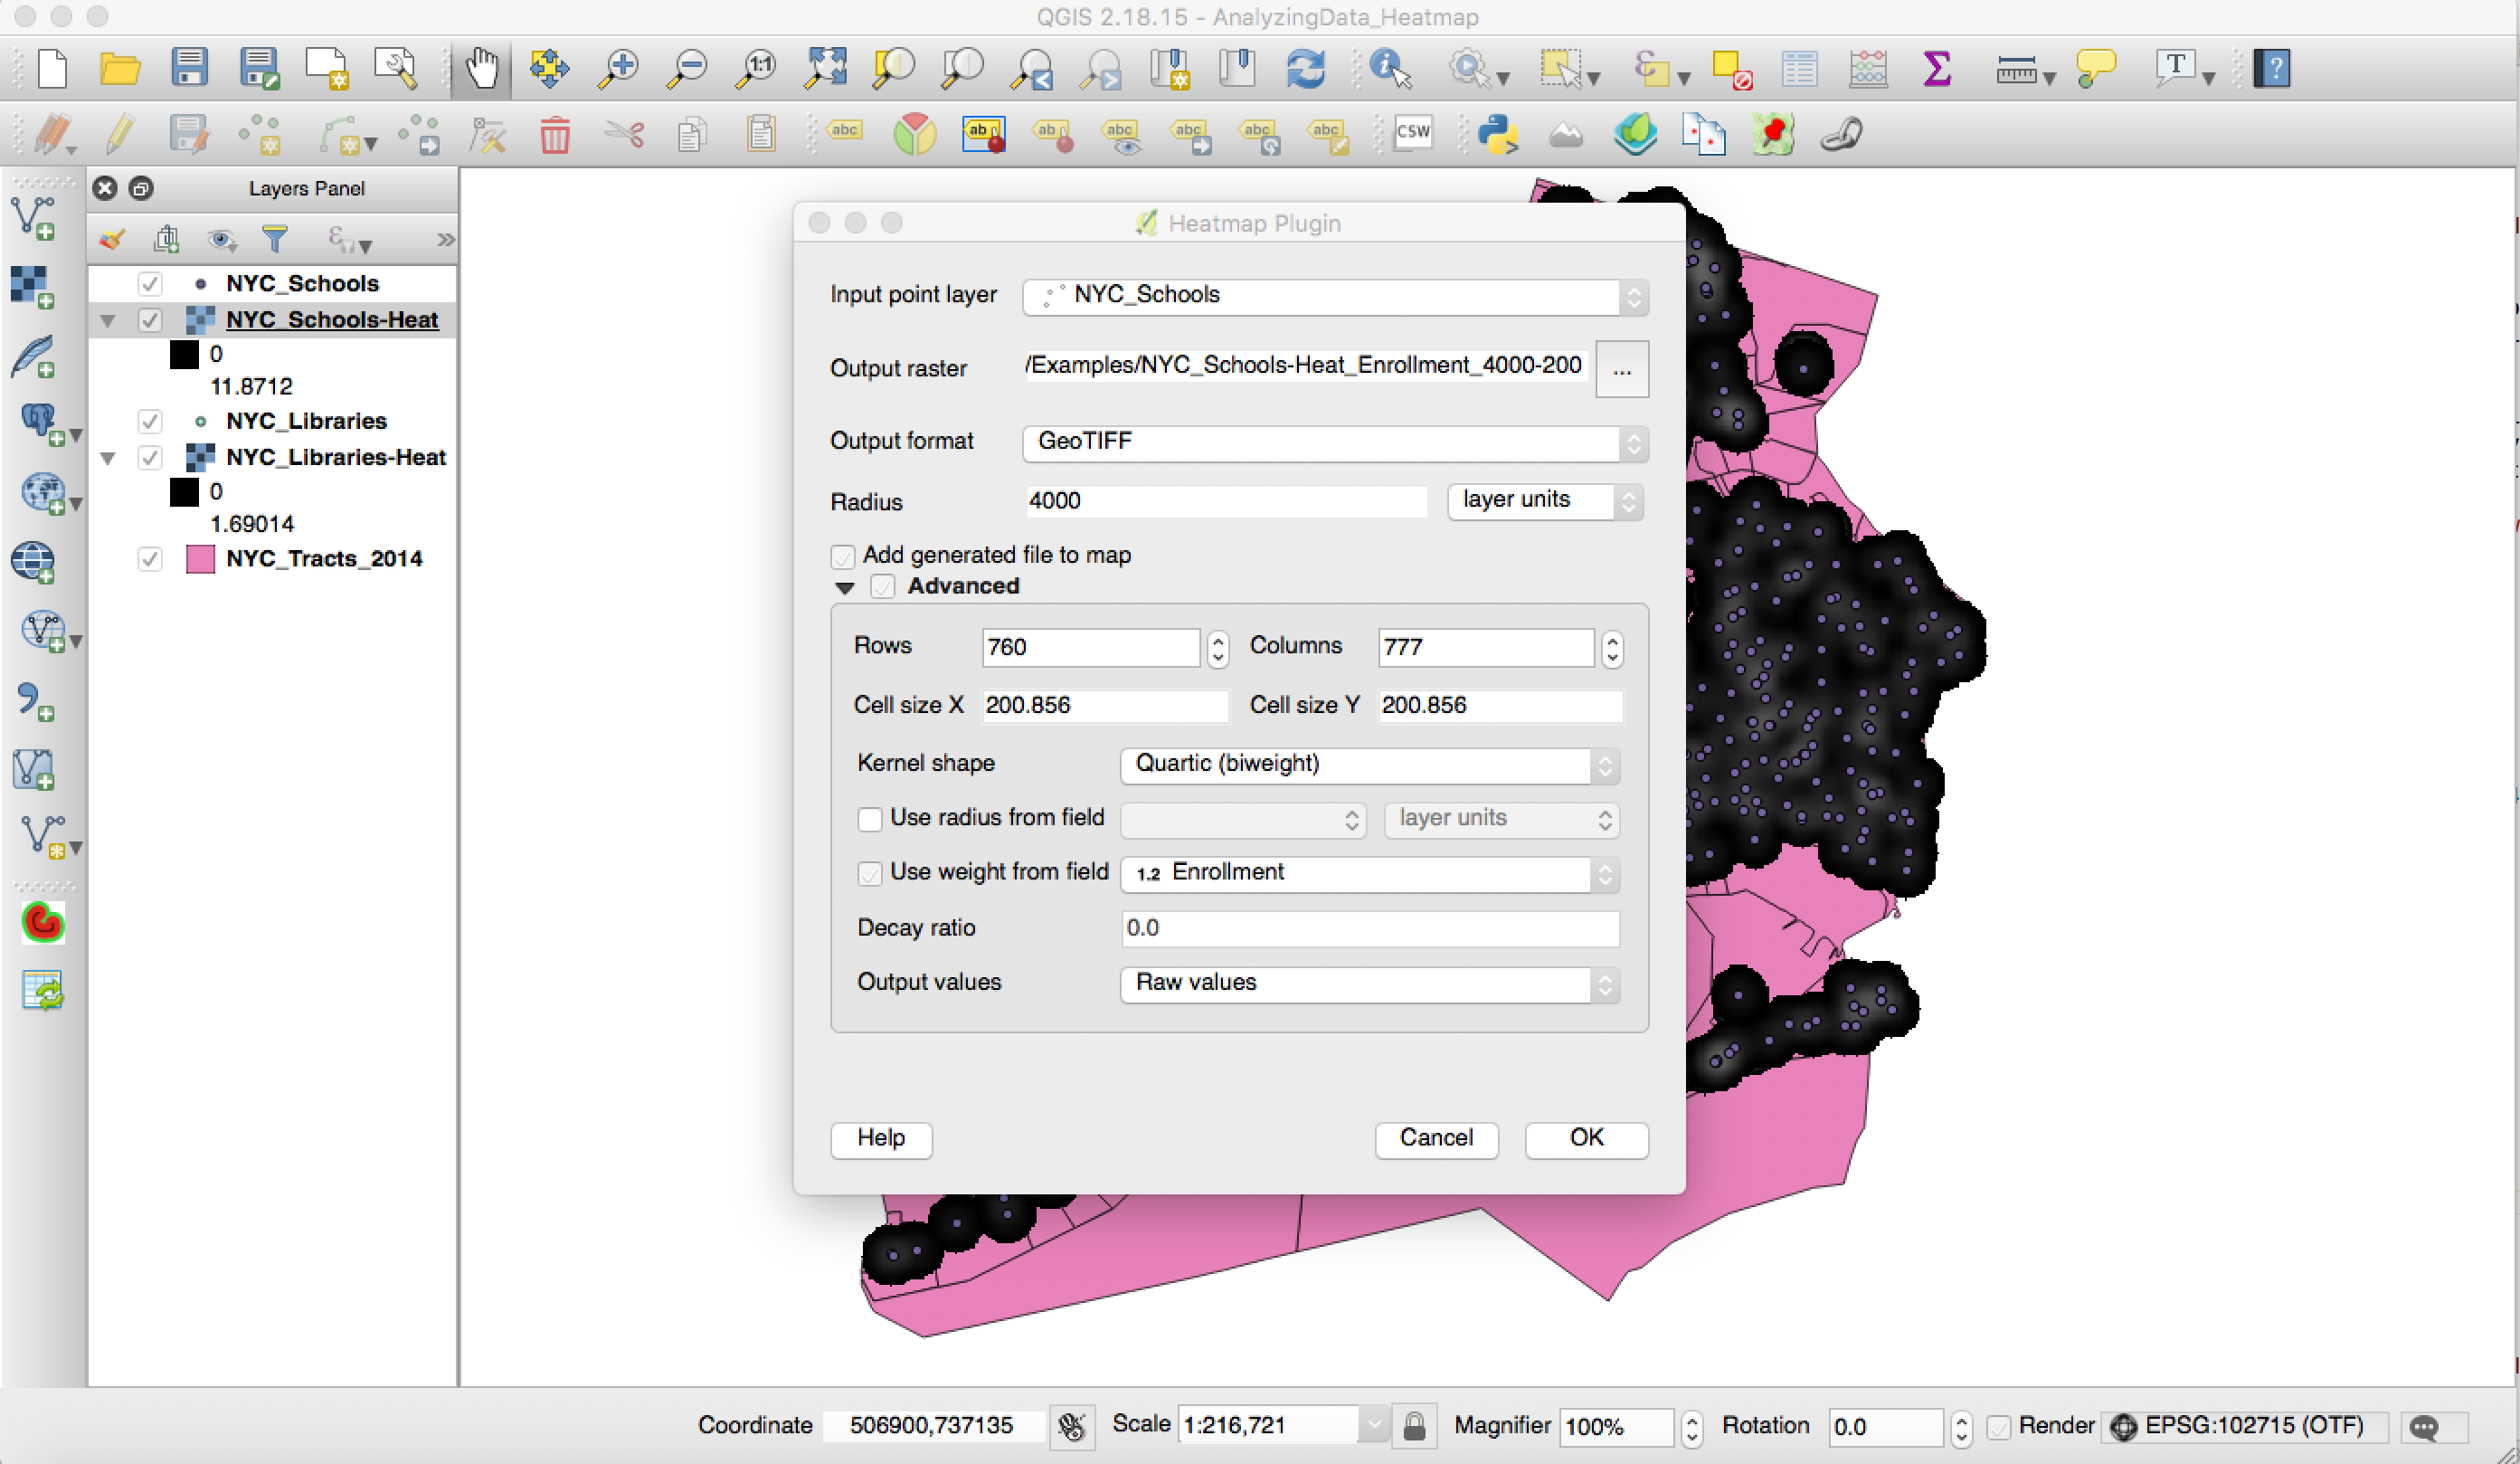 QGIS 2.18.15 - AnalyzingData_Heatmap
1:1
T
?
abc
ab
ab
abc
abc
abc
abc
CSW
Layers Panel
NYC_Schools
NYC_Schools-Heat
0
11.8712
NYC_Libraries
NYC_Libraries-Heat
0
1.69014
NYC_Tracts_2014
Heatmap Plugin
Input point layer NYC_Schools
Output raster /Examples/NYC_Schools-Heat_Enrollment_4000-200 ...
Output format GeoTIFF
Radius 4000 layer units
Add generated file to map
Advanced
Rows 760 Columns 777
Cell size X 200.856 Cell size Y 200.856
Kernel shape Quartic (biweight)
Use radius from field layer units
Use weight from field 1.2 Enrollment
Decay ratio 0.0
Output values Raw values
Help Cancel OK
Coordinate 506900,737135 Scale 1:216,721 Magnifier 100% Rotation 0.0 Render EPSG:102715 (OTF)